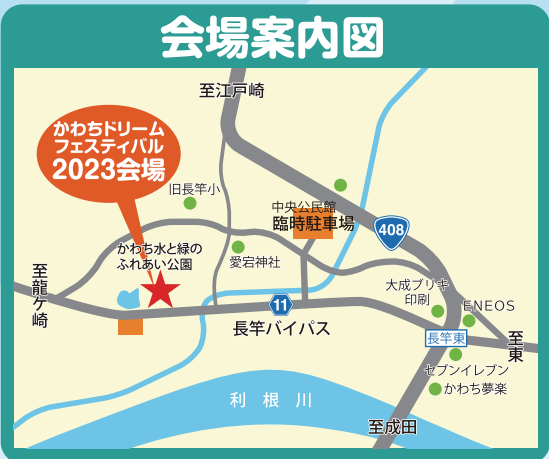 会場案内図
至江戸崎
かわちドリーム
フェスティバル
2023会場
旧長竿小
中央公民館
臨時駐車場
408
かわち水と緑の
ふれあい公園
愛宕神社
至龍ケ崎
大成ブリキ
印刷
ENEOS
11
長竿バイパス
長竿東
至東
セブンイレブン
かわち夢楽
利根川
至成田